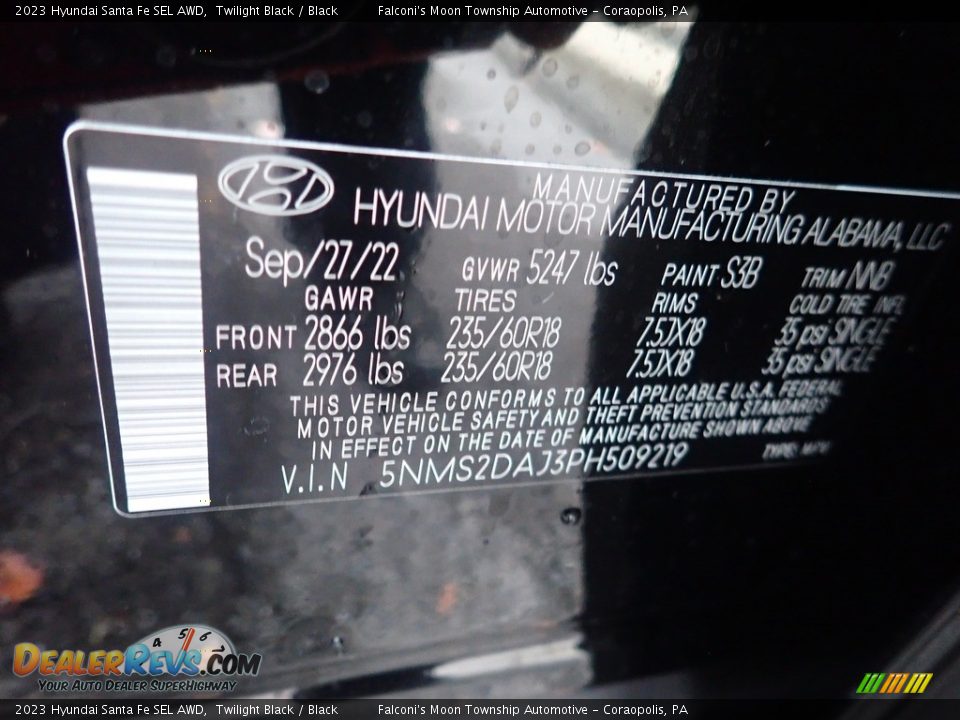 2023 Hyundai Santa Fe SEL AWD, Twilight Black / Black Falconi's Moon Township Automotive - Coraopolis, PA
MANUFACTURED BY
HYUNDAI MOTOR MANUFACTURING ALABAMA, LLC
Sep/27/22 GVWR 5247 lbs PAINT S3B TRIM NNB
GAWR TIRES RIMS COLD TIRE INFL
FRONT 2866 lbs 235/60R18 7.5JX18 35 psi SINGLE
REAR 2976 lbs 235/60R18 7.5JX18 35 psi SINGLE
THIS VEHICLE CONFORMS TO ALL APPLICABLE U.S.A. FEDERAL
MOTOR VEHICLE SAFETY AND THEFT PREVENTION STANDARDS
IN EFFECT ON THE DATE OF MANUFACTURE SHOWN ABOVE
V.I.N 5NMS2DAJ3PH509219 TYPE: MPV
4 5 6
DEALERREVS.COM
YOUR AUTO DEALER SUPERHIGHWAY
2023 Hyundai Santa Fe SEL AWD, Twilight Black / Black Falconi's Moon Township Automotive - Coraopolis, PA